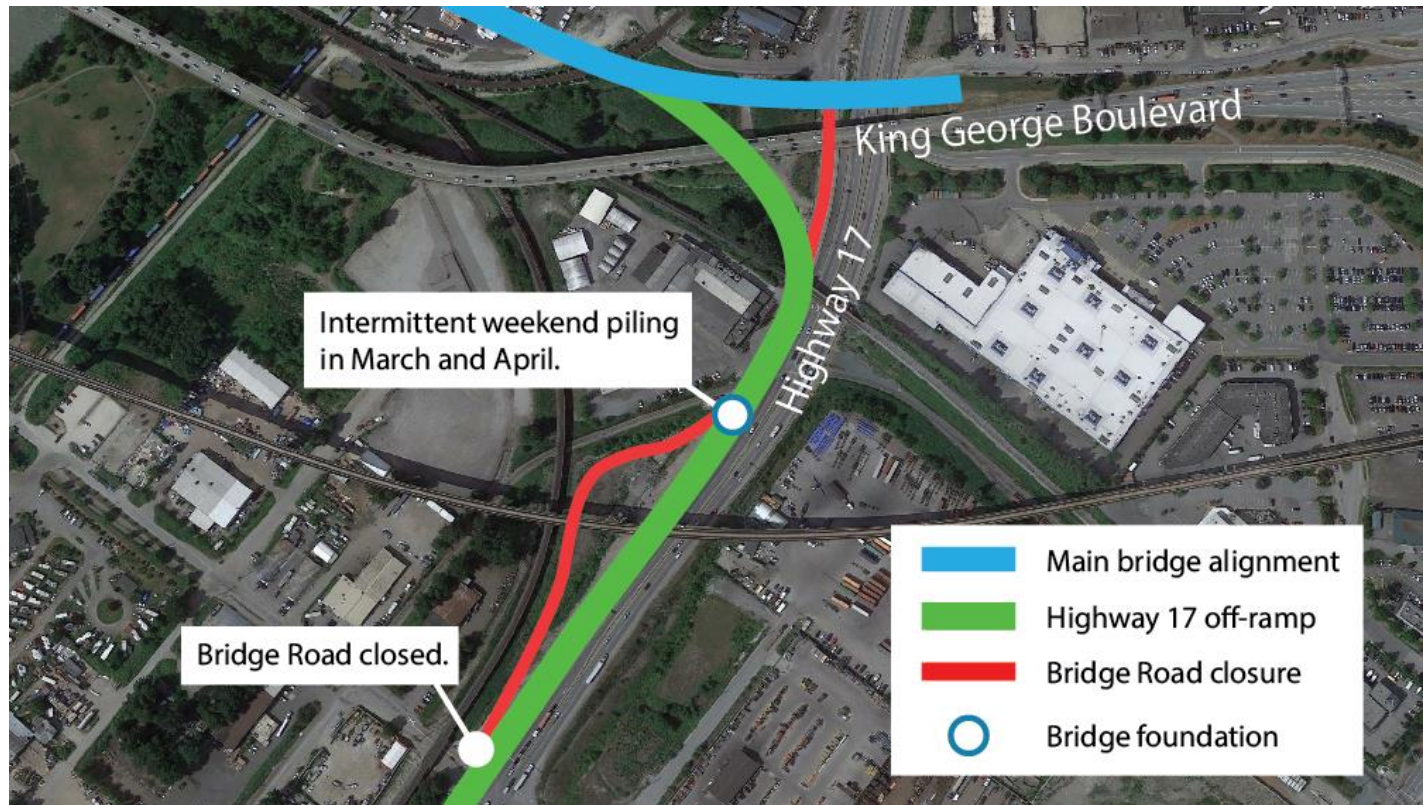 King George Boulevard
Highway 17
Intermittent weekend piling
in March and April.
Bridge Road closed.
Main bridge alignment
Highway 17 off-ramp
Bridge Road closure
Bridge foundation